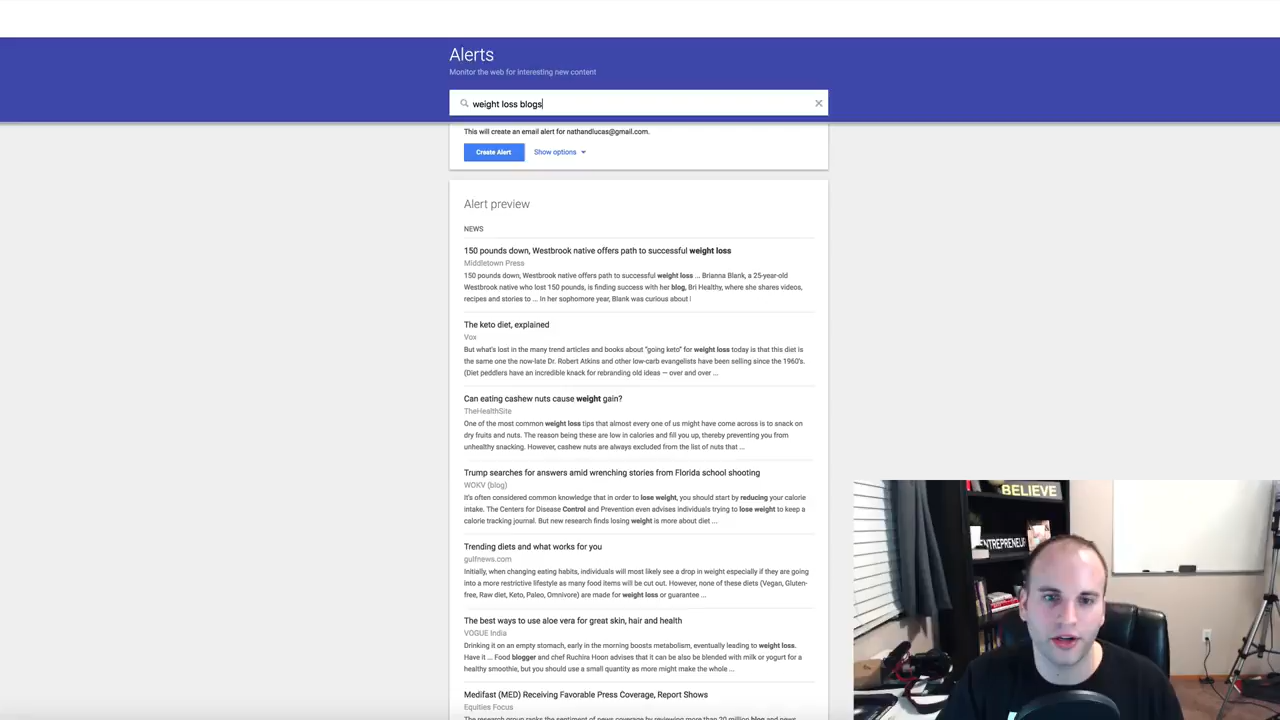 Alerts
Monitor the web for interesting new content
weight loss blogs
This will create an email alert for nathandlucas@gmail.com.
Create Alert
Show options
Alert preview
NEWS
150 pounds down, Westbrook native offers path to successful weight loss
Middletown Press
150 pounds down, Westbrook native offers path to successful weight loss ... Brianna Blank, a 25-year-old
Westbrook native who lost 150 pounds, is finding success with her blog, Bri Healthy, where she shares videos,
recipes and stories to ... In her sophomore year, Blank was curious about l
The keto diet, explained
Vox
But what's lost in the many trend articles and books about "going keto" for weight loss today is that this diet is
the same one the now-late Dr. Robert Atkins and other low-carb evangelists have been selling since the 1960's.
(Diet peddlers have an incredible knack for rebranding old ideas — over and over ...
Can eating cashew nuts cause weight gain?
TheHealthSite
One of the most common weight loss tips that almost every one of us might have come across is to snack on
dry fruits and nuts. The reason being these are low in calories and fill you up, thereby preventing you from
unhealthy snacking. However, cashew nuts are always excluded from the list of nuts that ...
Trump searches for answers amid wrenching stories from Florida school shooting
WOKV (blog)
It's often considered common knowledge that in order to lose weight, you should start by reducing your calorie
intake. The Centers for Disease Control and Prevention even advises individuals trying to lose weight to keep a
calorie tracking journal. But new research finds losing weight is more about diet ...
Trending diets and what works for you
gulfnews.com
Initially, when changing eating habits, individuals will most likely see a drop in weight especially if they are going
into a more restrictive lifestyle as many food items will be cut out. However, none of these diets (Vegan, Gluten-
free, Raw diet, Keto, Paleo, Omnivore) are made for weight loss or guarantee ...
The best ways to use aloe vera for great skin, hair and health
VOGUE India
Drinking it on an empty stomach, early in the morning boosts metabolism, eventually leading to weight loss.
Have it ... Food blogger and chef Ruchira Hoon advises that it can be also be blended with milk or yogurt for a
healthy smoothie, but you should use a small quantity as more might make the whole ...
Medifast (MED) Receiving Favorable Press Coverage, Report Shows
Equities Focus
The research group ranks the sentiment of news coverage by reviewing more than 20 million blog and news
BELIEVE
ENTREPRENEUR